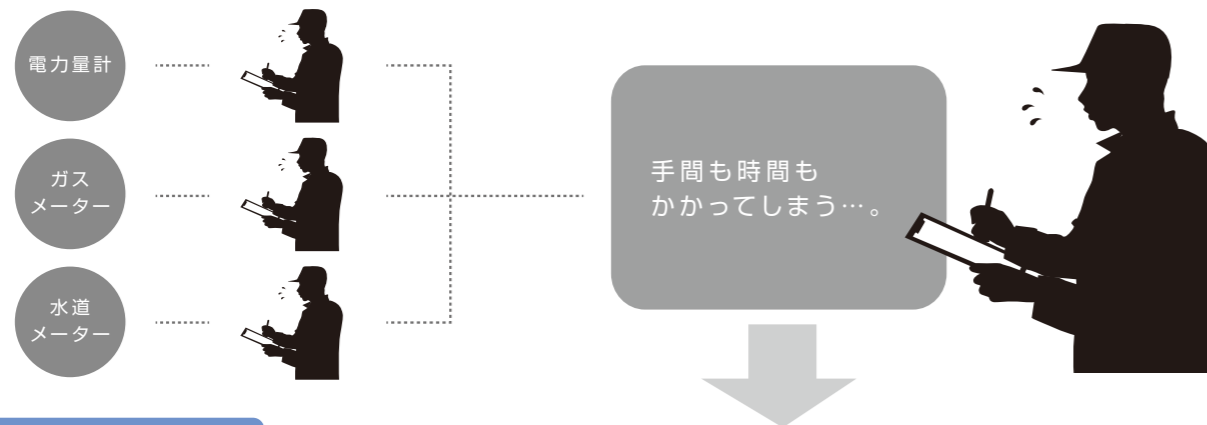 電力量計
ガス
メーター
水道
メーター
手間も時間も
かかってしまう…。